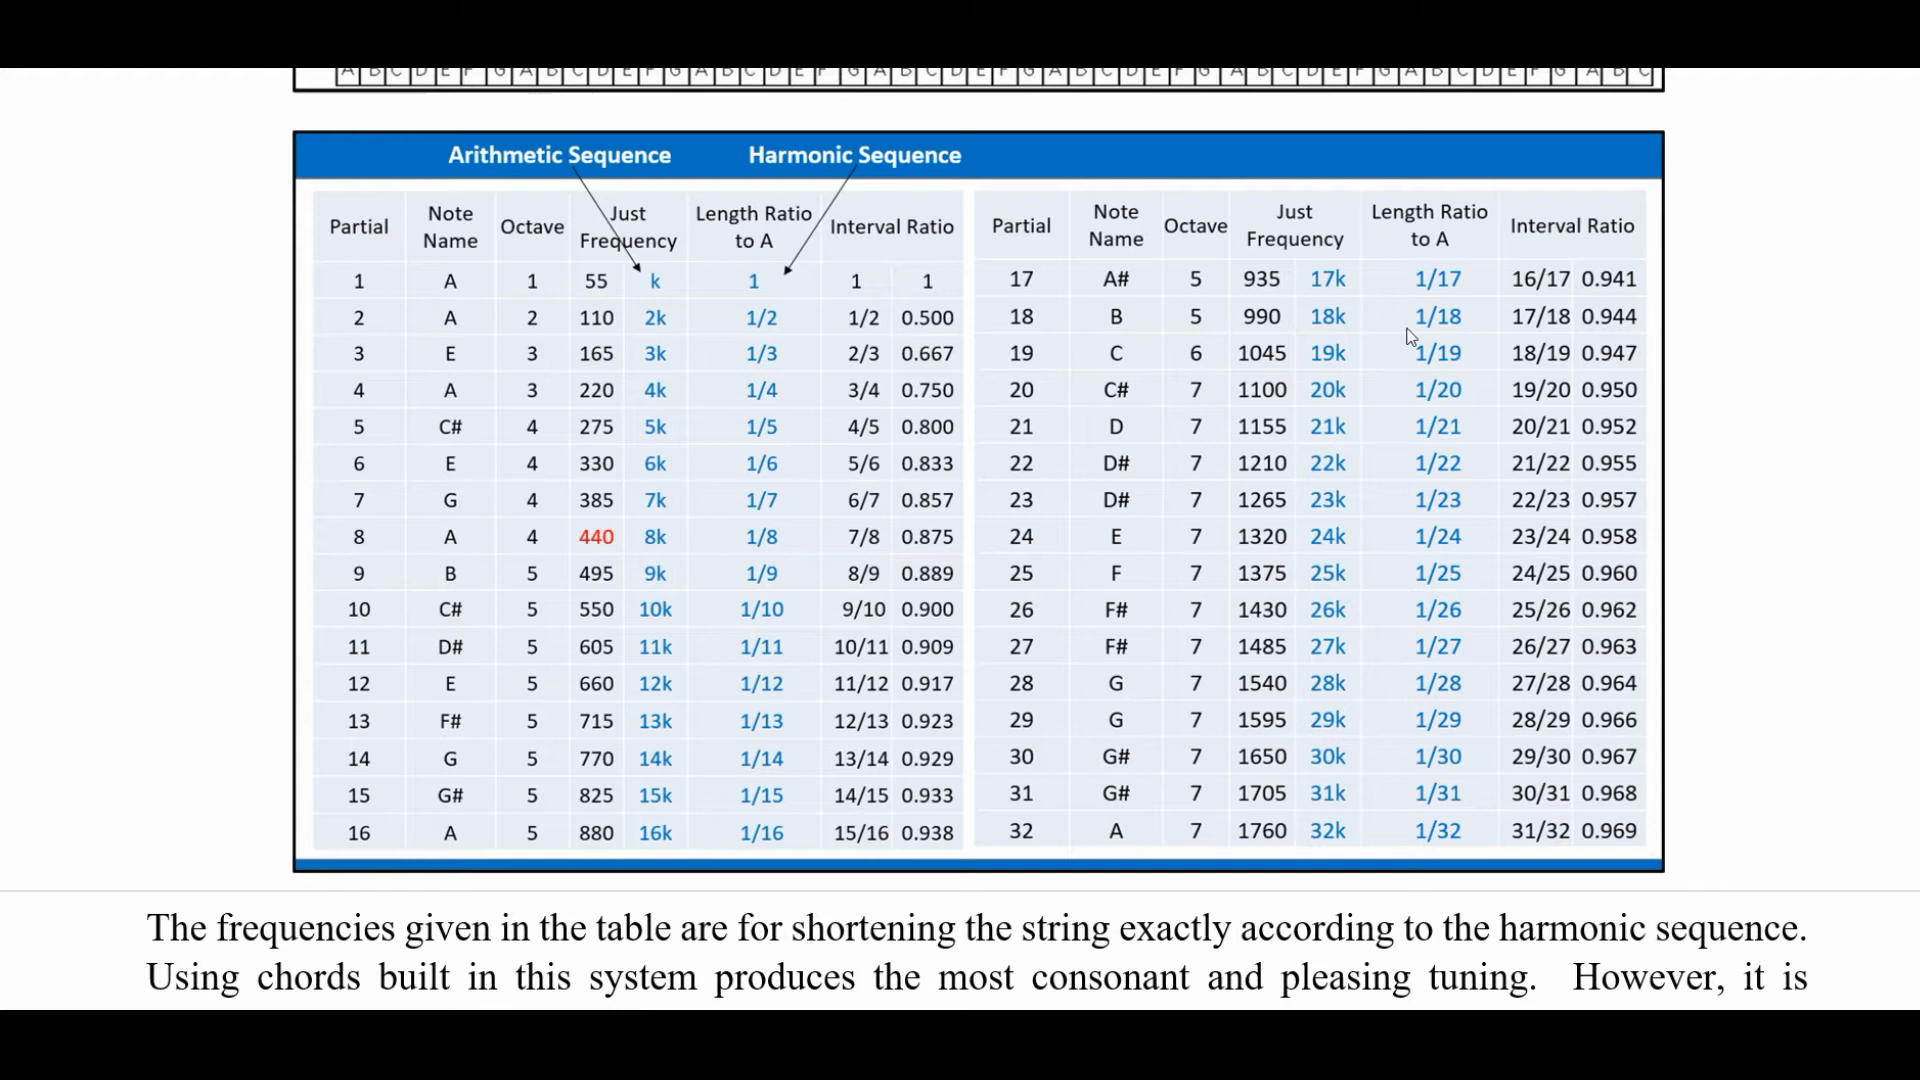 A B C D E F G A B C D E F G A B C D E F G A B C D E F G A B C D E F G A B C D E F G A B C D E F G A B C
Arithmetic Sequence Harmonic Sequence
Partial Note Name Octave Just Frequency Length Ratio to A Interval Ratio
1 A 1 55 k 1 1 1
2 A 2 110 2k 1/2 1/2 0.500
3 E 3 165 3k 1/3 2/3 0.667
4 A 3 220 4k 1/4 3/4 0.750
5 C# 4 275 5k 1/5 4/5 0.800
6 E 4 330 6k 1/6 5/6 0.833
7 G 4 385 7k 1/7 6/7 0.857
8 A 4 440 8k 1/8 7/8 0.875
9 B 5 495 9k 1/9 8/9 0.889
10 C# 5 550 10k 1/10 9/10 0.900
11 D# 5 605 11k 1/11 10/11 0.909
12 E 5 660 12k 1/12 11/12 0.917
13 F# 5 715 13k 1/13 12/13 0.923
14 G 5 770 14k 1/14 13/14 0.929
15 G# 5 825 15k 1/15 14/15 0.933
16 A 5 880 16k 1/16 15/16 0.938
Partial Note Name Octave Just Frequency Length Ratio to A Interval Ratio
17 A# 5 935 17k 1/17 16/17 0.941
18 B 5 990 18k 1/18 17/18 0.944
19 C 6 1045 19k 1/19 18/19 0.947
20 C# 7 1100 20k 1/20 19/20 0.950
21 D 7 1155 21k 1/21 20/21 0.952
22 D# 7 1210 22k 1/22 21/22 0.955
23 D# 7 1265 23k 1/23 22/23 0.957
24 E 7 1320 24k 1/24 23/24 0.958
25 F 7 1375 25k 1/25 24/25 0.960
26 F# 7 1430 26k 1/26 25/26 0.962
27 F# 7 1485 27k 1/27 26/27 0.963
28 G 7 1540 28k 1/28 27/28 0.964
29 G 7 1595 29k 1/29 28/29 0.966
30 G# 7 1650 30k 1/30 29/30 0.967
31 G# 7 1705 31k 1/31 30/31 0.968
32 A 7 1760 32k 1/32 31/32 0.969
The frequencies given in the table are for shortening the string exactly according to the harmonic sequence.
Using chords built in this system produces the most consonant and pleasing tuning. However, it is